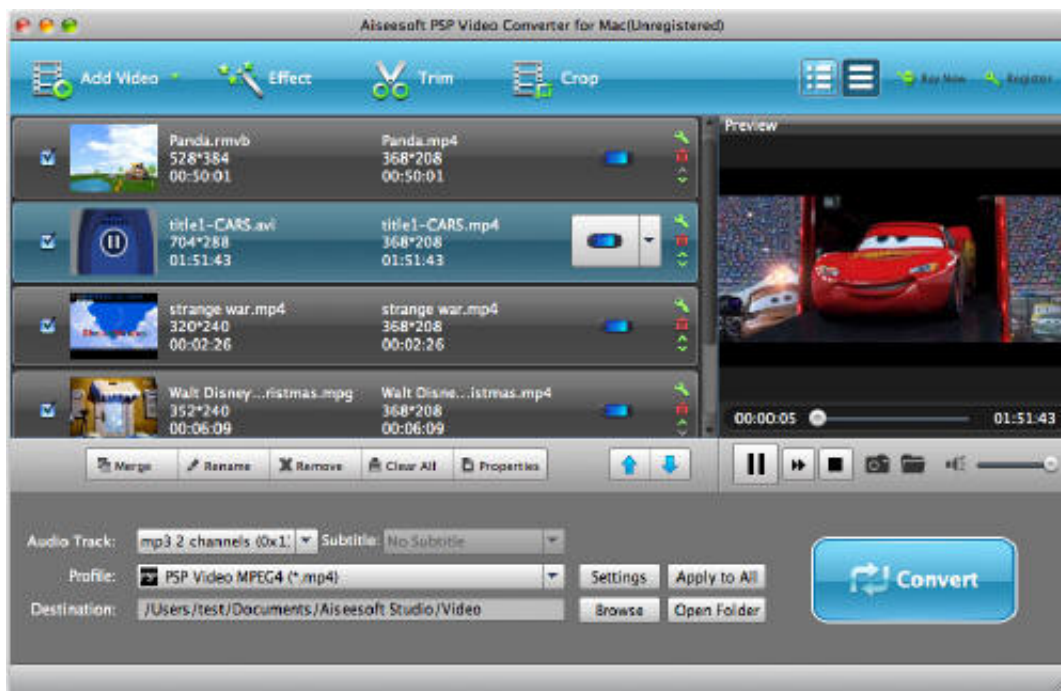 Aiseesoft PSP Video Converter for Mac(Unregistered)
Add Video
Effect
Trim
Crop
Buy Now
Register
Panda.rmvb
528*384
00:50:01
Panda.mp4
368*208
00:50:01
title1-CARS.avi
704*288
01:51:43
title1-CARS.mp4
368*208
01:51:43
strange war.mp4
320*240
00:02:26
strange war.mp4
368*208
00:02:26
Walt Disney...ristmas.mpg
352*240
00:06:09
Walt Disne...istmas.mp4
368*208
00:06:09
Preview
00:00:05
01:51:43
Merge
Rename
Remove
Clear All
Properties
Audio Track:
mp3 2 channels (0x1)
Subtitle:
No Subtitle
Profile:
PSP Video MPEG4 (*.mp4)
Settings
Apply to All
Destination:
/Users/test/Documents/Aiseesoft Studio/Video
Browse
Open Folder
Convert